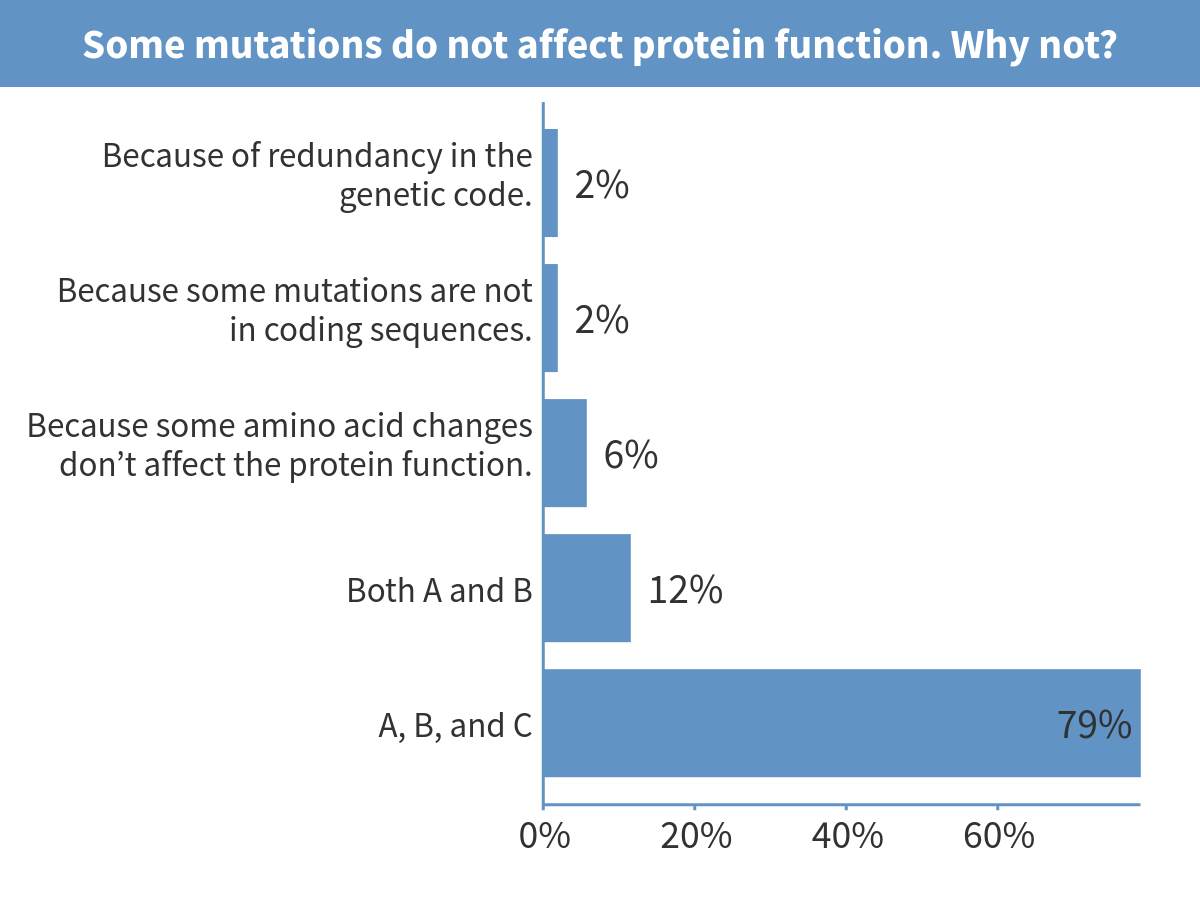 Some mutations do not affect protein function. Why not?
Because of redundancy in the
genetic code.
2%
Because some mutations are not
in coding sequences.
2%
Because some amino acid changes
don’t affect the protein function.
6%
Both A and B
12%
A, B, and C
79%
0%
20%
40%
60%